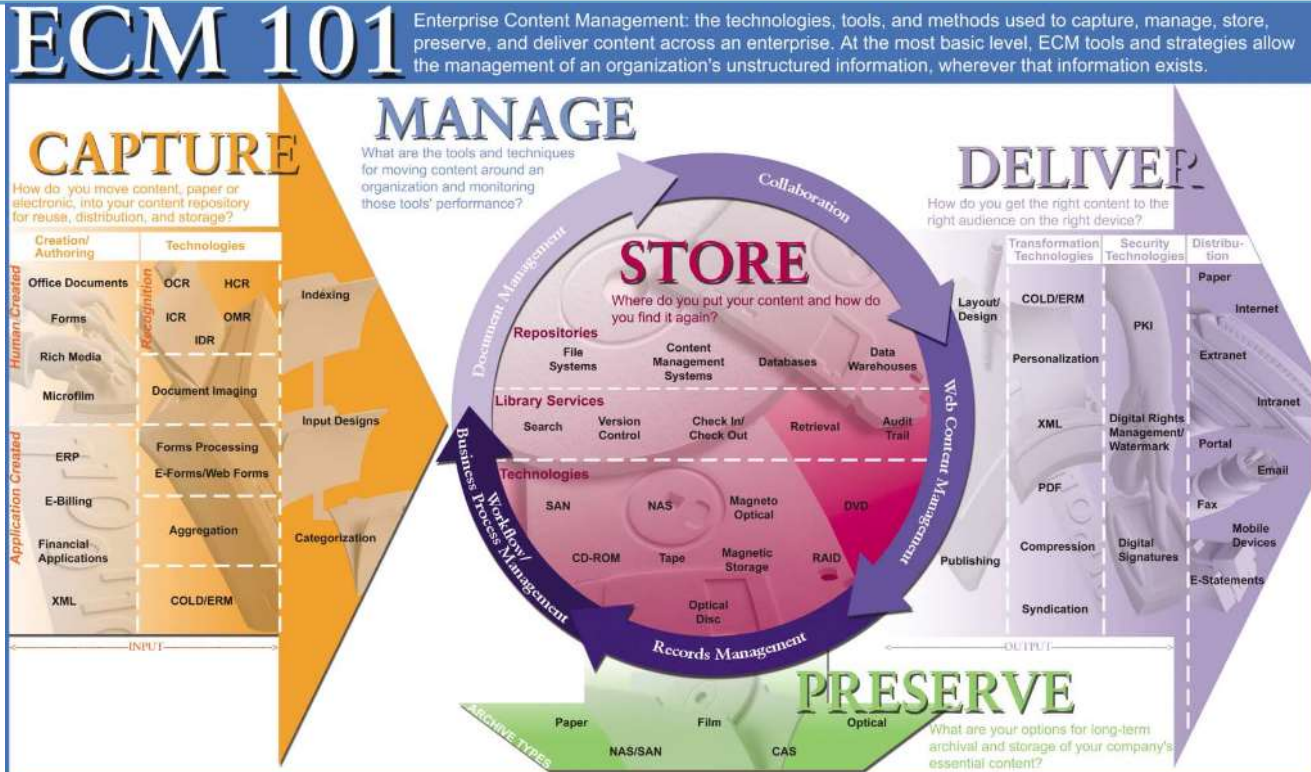 ECM 101
Enterprise Content Management: the technologies, tools, and methods used to capture, manage, store,
preserve, and deliver content across an enterprise. At the most basic level, ECM tools and strategies allow
the management of an organization's unstructured information, wherever that information exists.
CAPTURE
How do you move content, paper or
electronic, into your content repository
for reuse, distribution, and storage?
Creation/
Authoring
Technologies
Human Created
Office Documents
Forms
Rich Media
Microfilm
Application Created
ERP
E-Billing
Financial
Applications
XML
Recognition
OCR
HCR
ICR
OMR
IDR
Document Imaging
Forms Processing
E-Forms/Web Forms
Aggregation
COLD/ERM
Indexing
Input Designs
Categorization
INPUT
MANAGE
What are the tools and techniques
for moving content around an
organization and monitoring
those tools' performance?
Document Management
Collaboration
Web Content Management
Records Management
Workflow/
Business Process Management
STORE
Where do you put your content and how do
you find it again?
Repositories
File
Systems
Content
Management
Systems
Databases
Data
Warehouses
Library Services
Search
Version
Control
Check In/
Check Out
Retrieval
Audit
Trail
Technologies
SAN
NAS
Magneto
Optical
DVD
CD-ROM
Tape
Magnetic
Storage
RAID
Optical
Disc
DELIVER
How do you get the right content to the
right audience on the right device?
Transformation
Technologies
Security
Technologies
Distribu-
tion
Layout/
Design
Publishing
COLD/ERM
Personalization
XML
PDF
Compression
Syndication
PKI
Digital Rights
Management/
Watermark
Digital
Signatures
Paper
Internet
Extranet
Intranet
Portal
Email
Fax
Mobile
Devices
E-Statements
OUTPUT
PRESERVE
What are your options for long-term
archival and storage of your company's
essential content?
ARCHIVE TYPES
Paper
Film
Optical
NAS/SAN
CAS